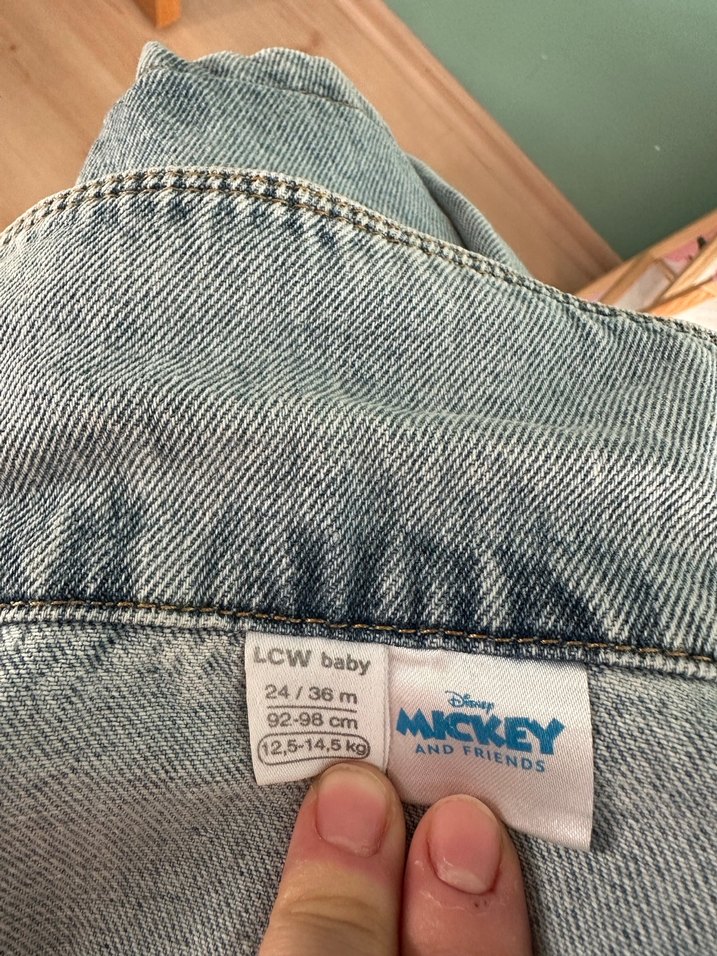 LCW baby
24 / 36 m
92-98 cm
12,5-14,5 kg
Disney
MICKEY
AND FRIENDS